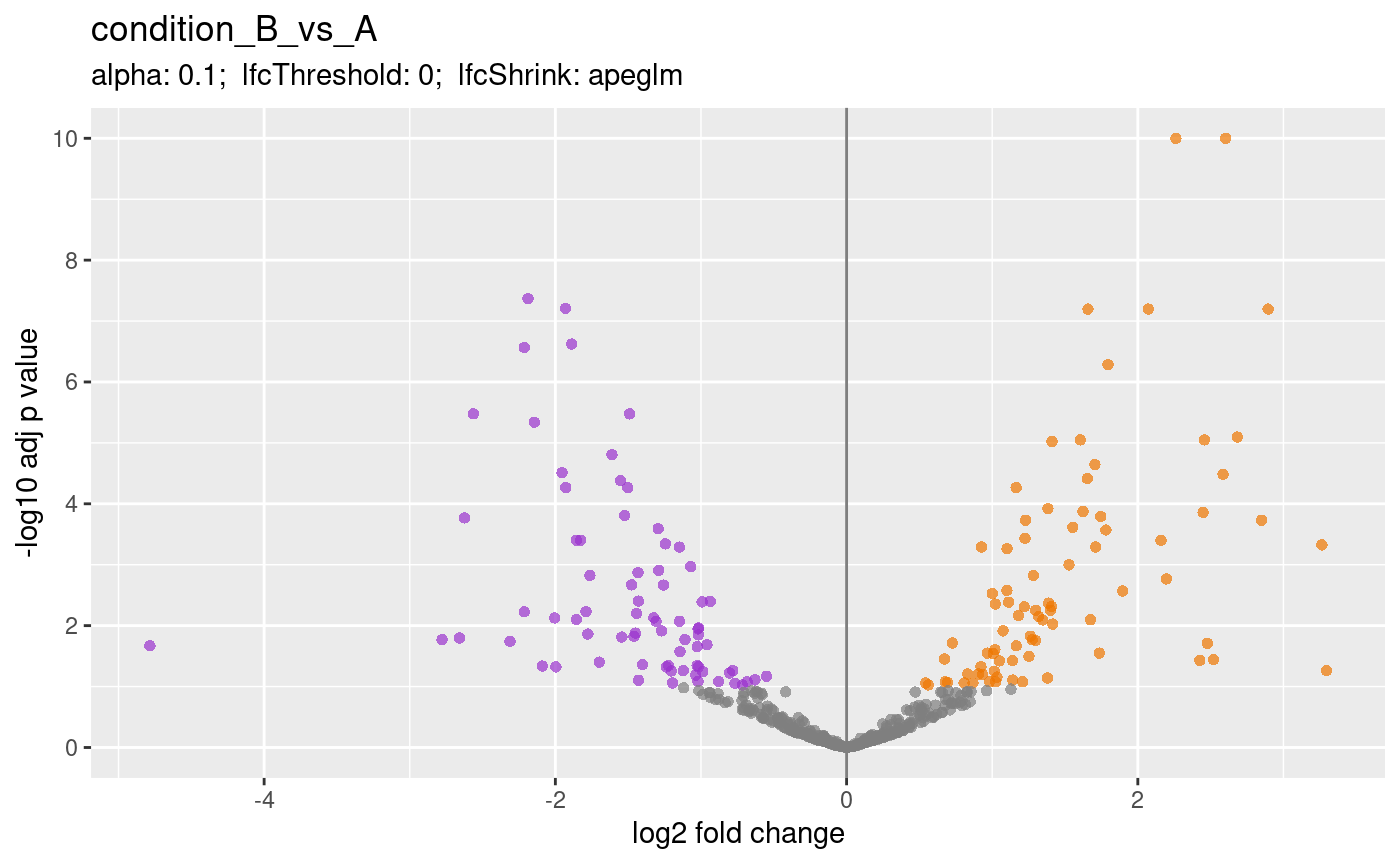 condition_B_vs_A
alpha: 0.1;  lfcThreshold: 0;  lfcShrink: apeglm
-log10 adj p value
10
8
6
4
2
0
-4
-2
0
2
log2 fold change